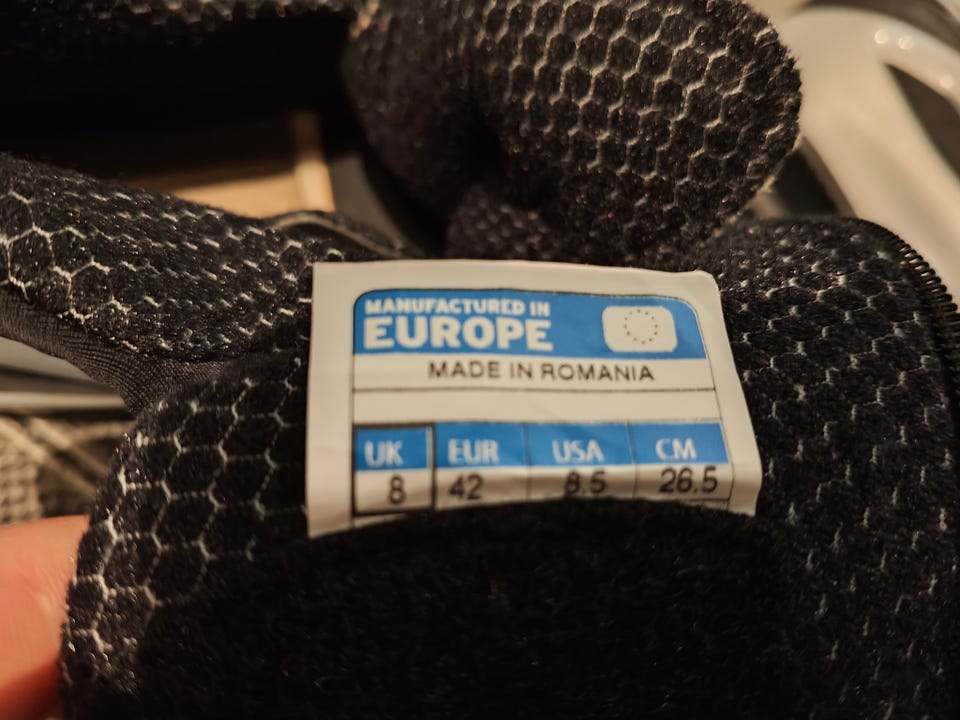 MANUFACTURED IN
EUROPE
MADE IN ROMANIA
UK EUR USA CM
8 42 8.5 26.5